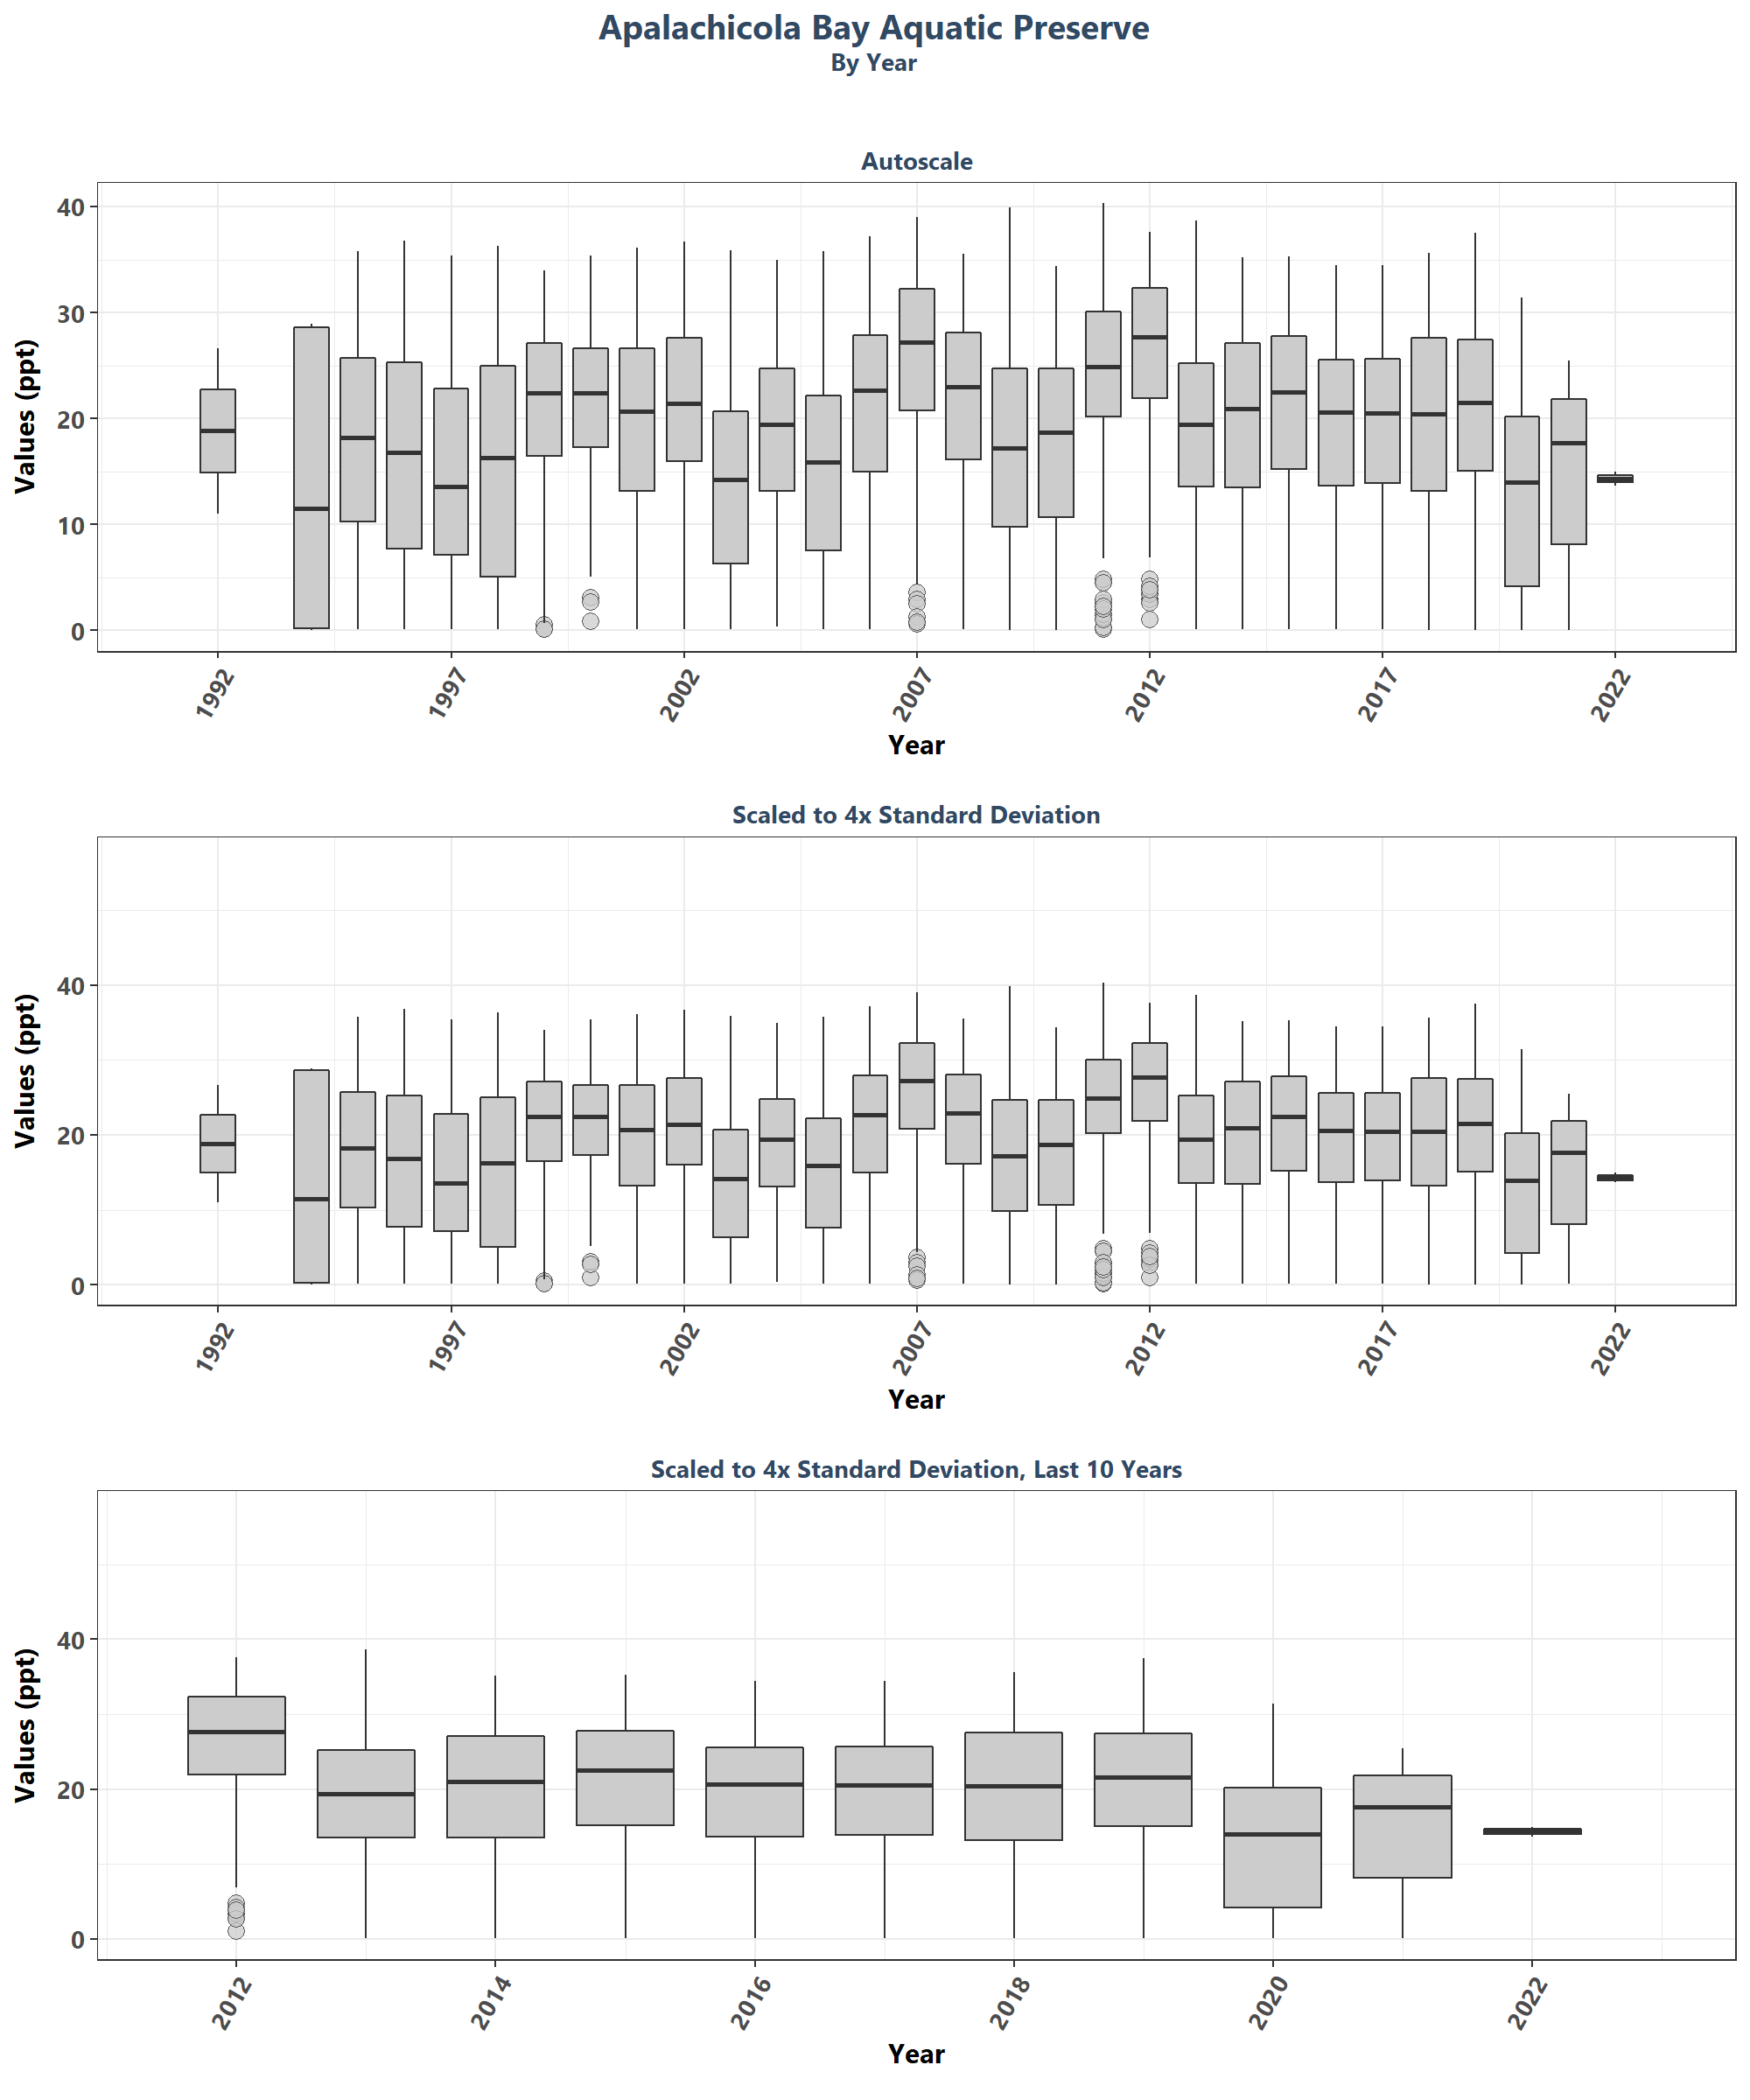 Apalachicola Bay Aquatic Preserve
By Year
Autoscale
Values (ppt)
40
30
20
10
0
1992 1997 2002 2007 2012 2017 2022
Year
Scaled to 4x Standard Deviation
Values (ppt)
40
20
0
1992 1997 2002 2007 2012 2017 2022
Year
Scaled to 4x Standard Deviation, Last 10 Years
Values (ppt)
40
20
0
2012 2014 2016 2018 2020 2022
Year